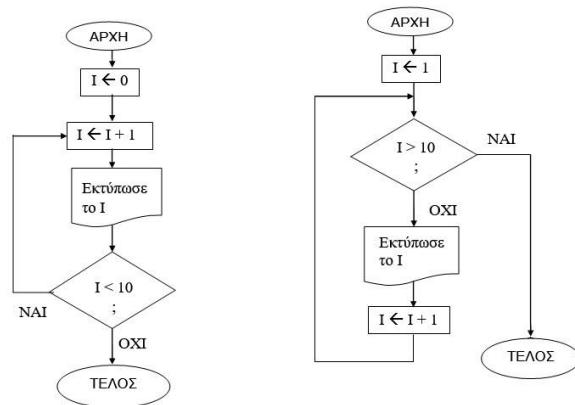 ΑΡΧΗ
Ι ← 0
Ι ← Ι + 1
Εκτύπωσε
το Ι
Ι < 10
;
ΝΑΙ
ΟΧΙ
ΤΕΛΟΣ
ΑΡΧΗ
Ι ← 1
Ι > 10
;
ΝΑΙ
ΟΧΙ
Εκτύπωσε
το Ι
Ι ← Ι + 1
ΤΕΛΟΣ